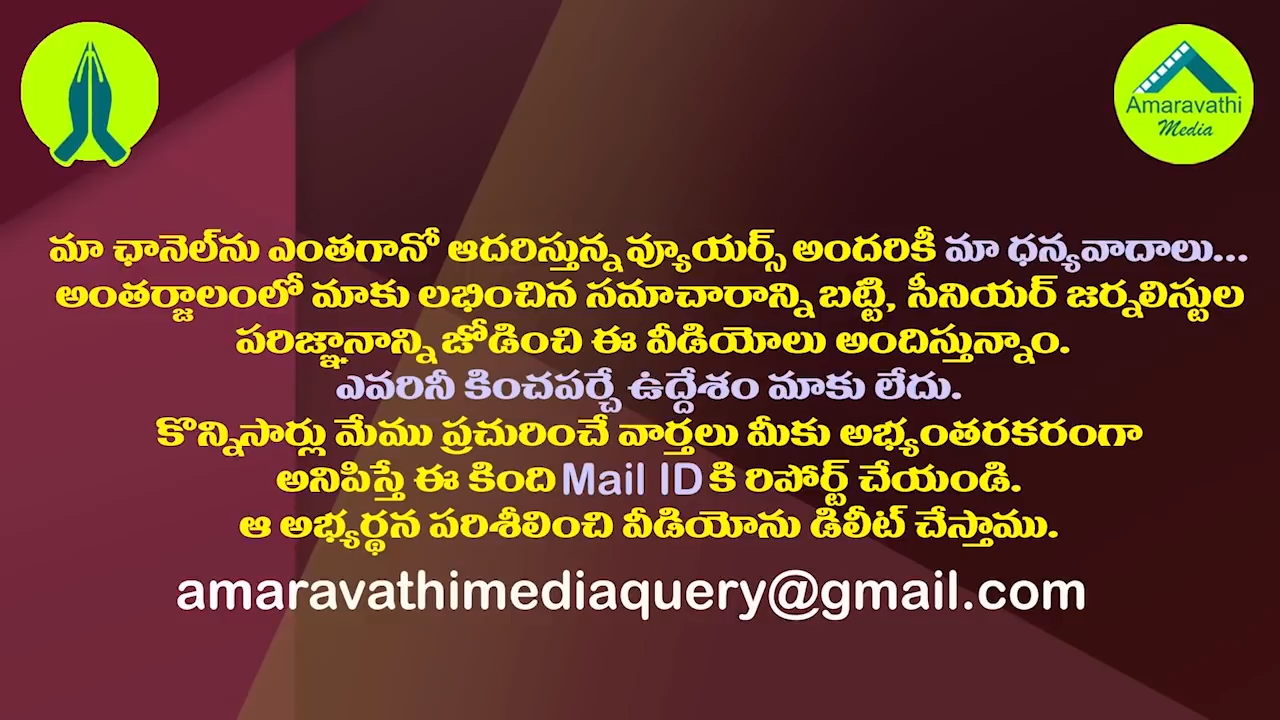 Amaravathi
Media
మా ఛానెల్‌ను ఎంతగానో ఆదరిస్తున్న వ్యూయర్స్ అందరికీ మా ధన్యవాదాలు...
అంతర్జాలంలో మాకు లభించిన సమాచారాన్ని బట్టి, సీనియర్ జర్నలిస్టుల
పరిజ్ఞానాన్ని జోడించి ఈ వీడియోలు అందిస్తున్నాం.
ఎవరినీ కించపర్చే ఉద్దేశం మాకు లేదు.
కొన్నిసార్లు మేము ప్రచురించే వార్తలు మీకు అభ్యంతరకరంగా
అనిపిస్తే ఈ కింది Mail ID కి రిపోర్ట్ చేయండి.
ఆ అభ్యర్థన పరిశీలించి వీడియోను డిలీట్ చేస్తాము.
amaravathimediaquery@gmail.com